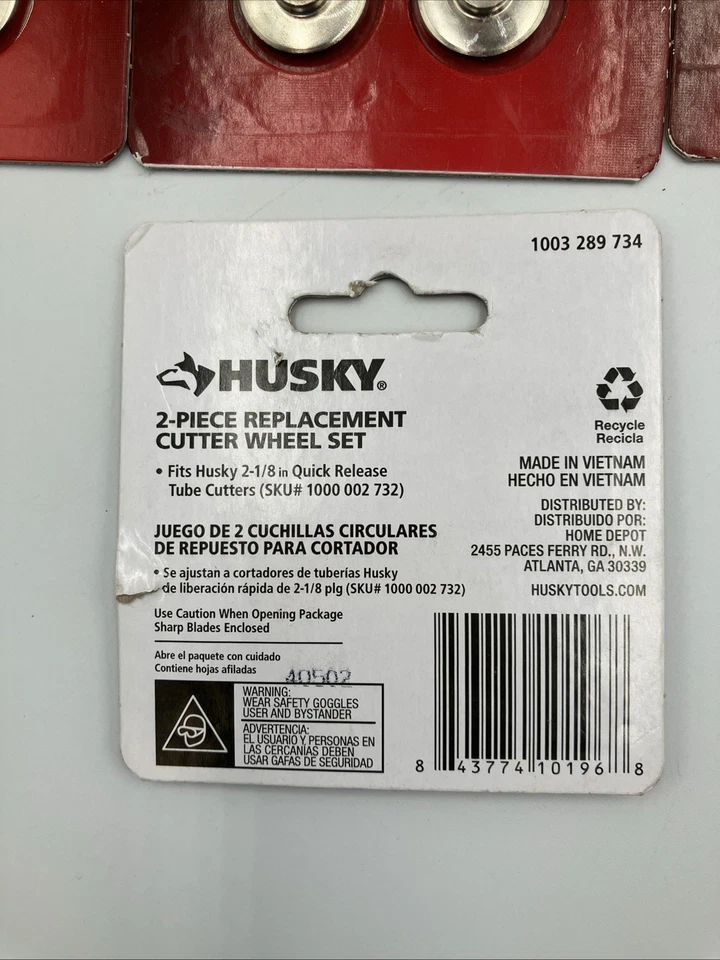 1003 289 734
HUSKY®
2-PIECE REPLACEMENT
CUTTER WHEEL SET
• Fits Husky 2-1/8 in Quick Release
Tube Cutters (SKU# 1000 002 732)
JUEGO DE 2 CUCHILLAS CIRCULARES
DE REPUESTO PARA CORTADOR
• Se ajustan a cortadores de tuberías Husky
de liberación rápida de 2-1/8 plg (SKU# 1000 002 732)
Use Caution When Opening Package
Sharp Blades Enclosed
Abre el paquete con cuidado
Contiene hojas afiladas
40502
WARNING:
WEAR SAFETY GOGGLES
USER AND BYSTANDER
ADVERTENCIA:
EL USUARIO Y PERSONAS EN
LAS CERCANÍAS DEBEN
USAR GAFAS DE SEGURIDAD
Recycle
Recicla
MADE IN VIETNAM
HECHO EN VIETNAM
DISTRIBUTED BY:
DISTRIBUIDO POR:
HOME DEPOT
2455 PACES FERRY RD., N.W.
ATLANTA, GA 30339
HUSKYTOOLS.COM
8 43774 10196 8